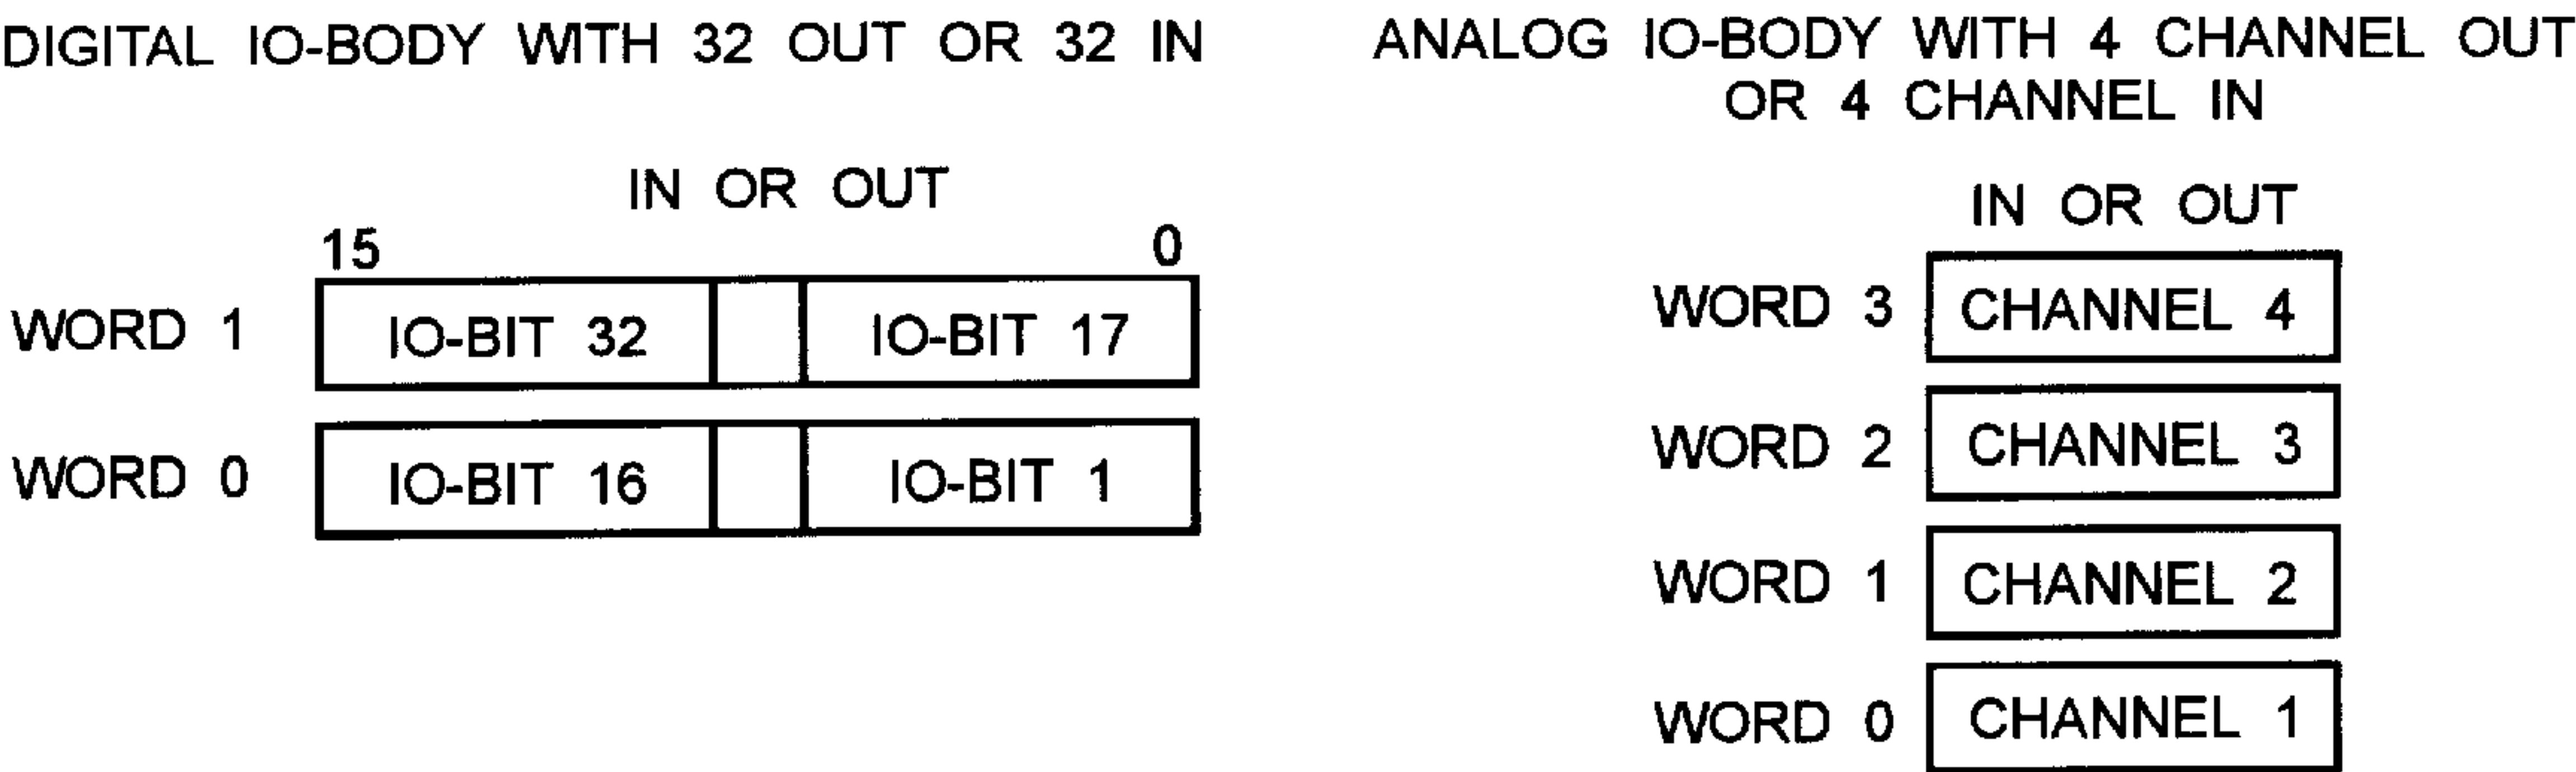 DIGITAL IO-BODY WITH 32 OUT OR 32 IN
IN OR OUT
15 0
WORD 1 IO-BIT 32 IO-BIT 17
WORD 0 IO-BIT 16 IO-BIT 1
ANALOG IO-BODY WITH 4 CHANNEL OUT
OR 4 CHANNEL IN
IN OR OUT
WORD 3 CHANNEL 4
WORD 2 CHANNEL 3
WORD 1 CHANNEL 2
WORD 0 CHANNEL 1